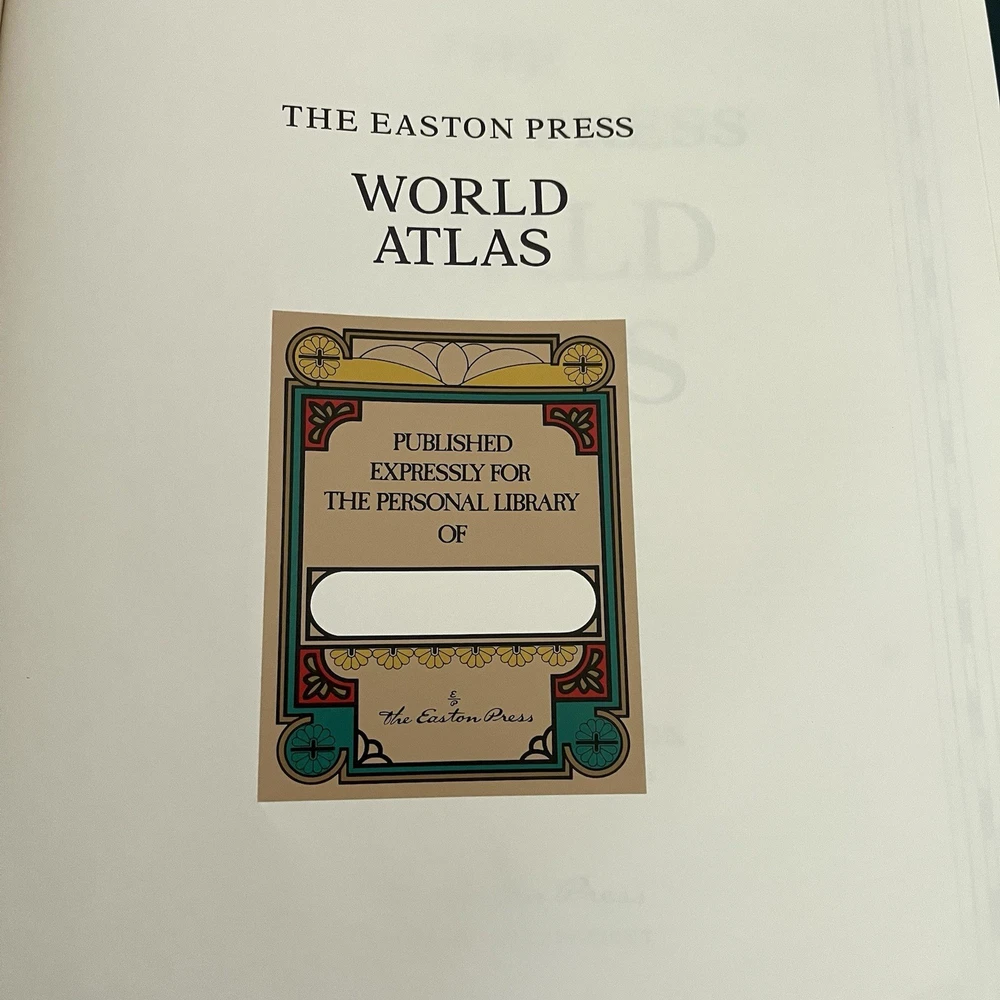 THE EASTON PRESS
WORLD
ATLAS
PUBLISHED
EXPRESSLY FOR
THE PERSONAL LIBRARY
OF
E
P
The Easton Press